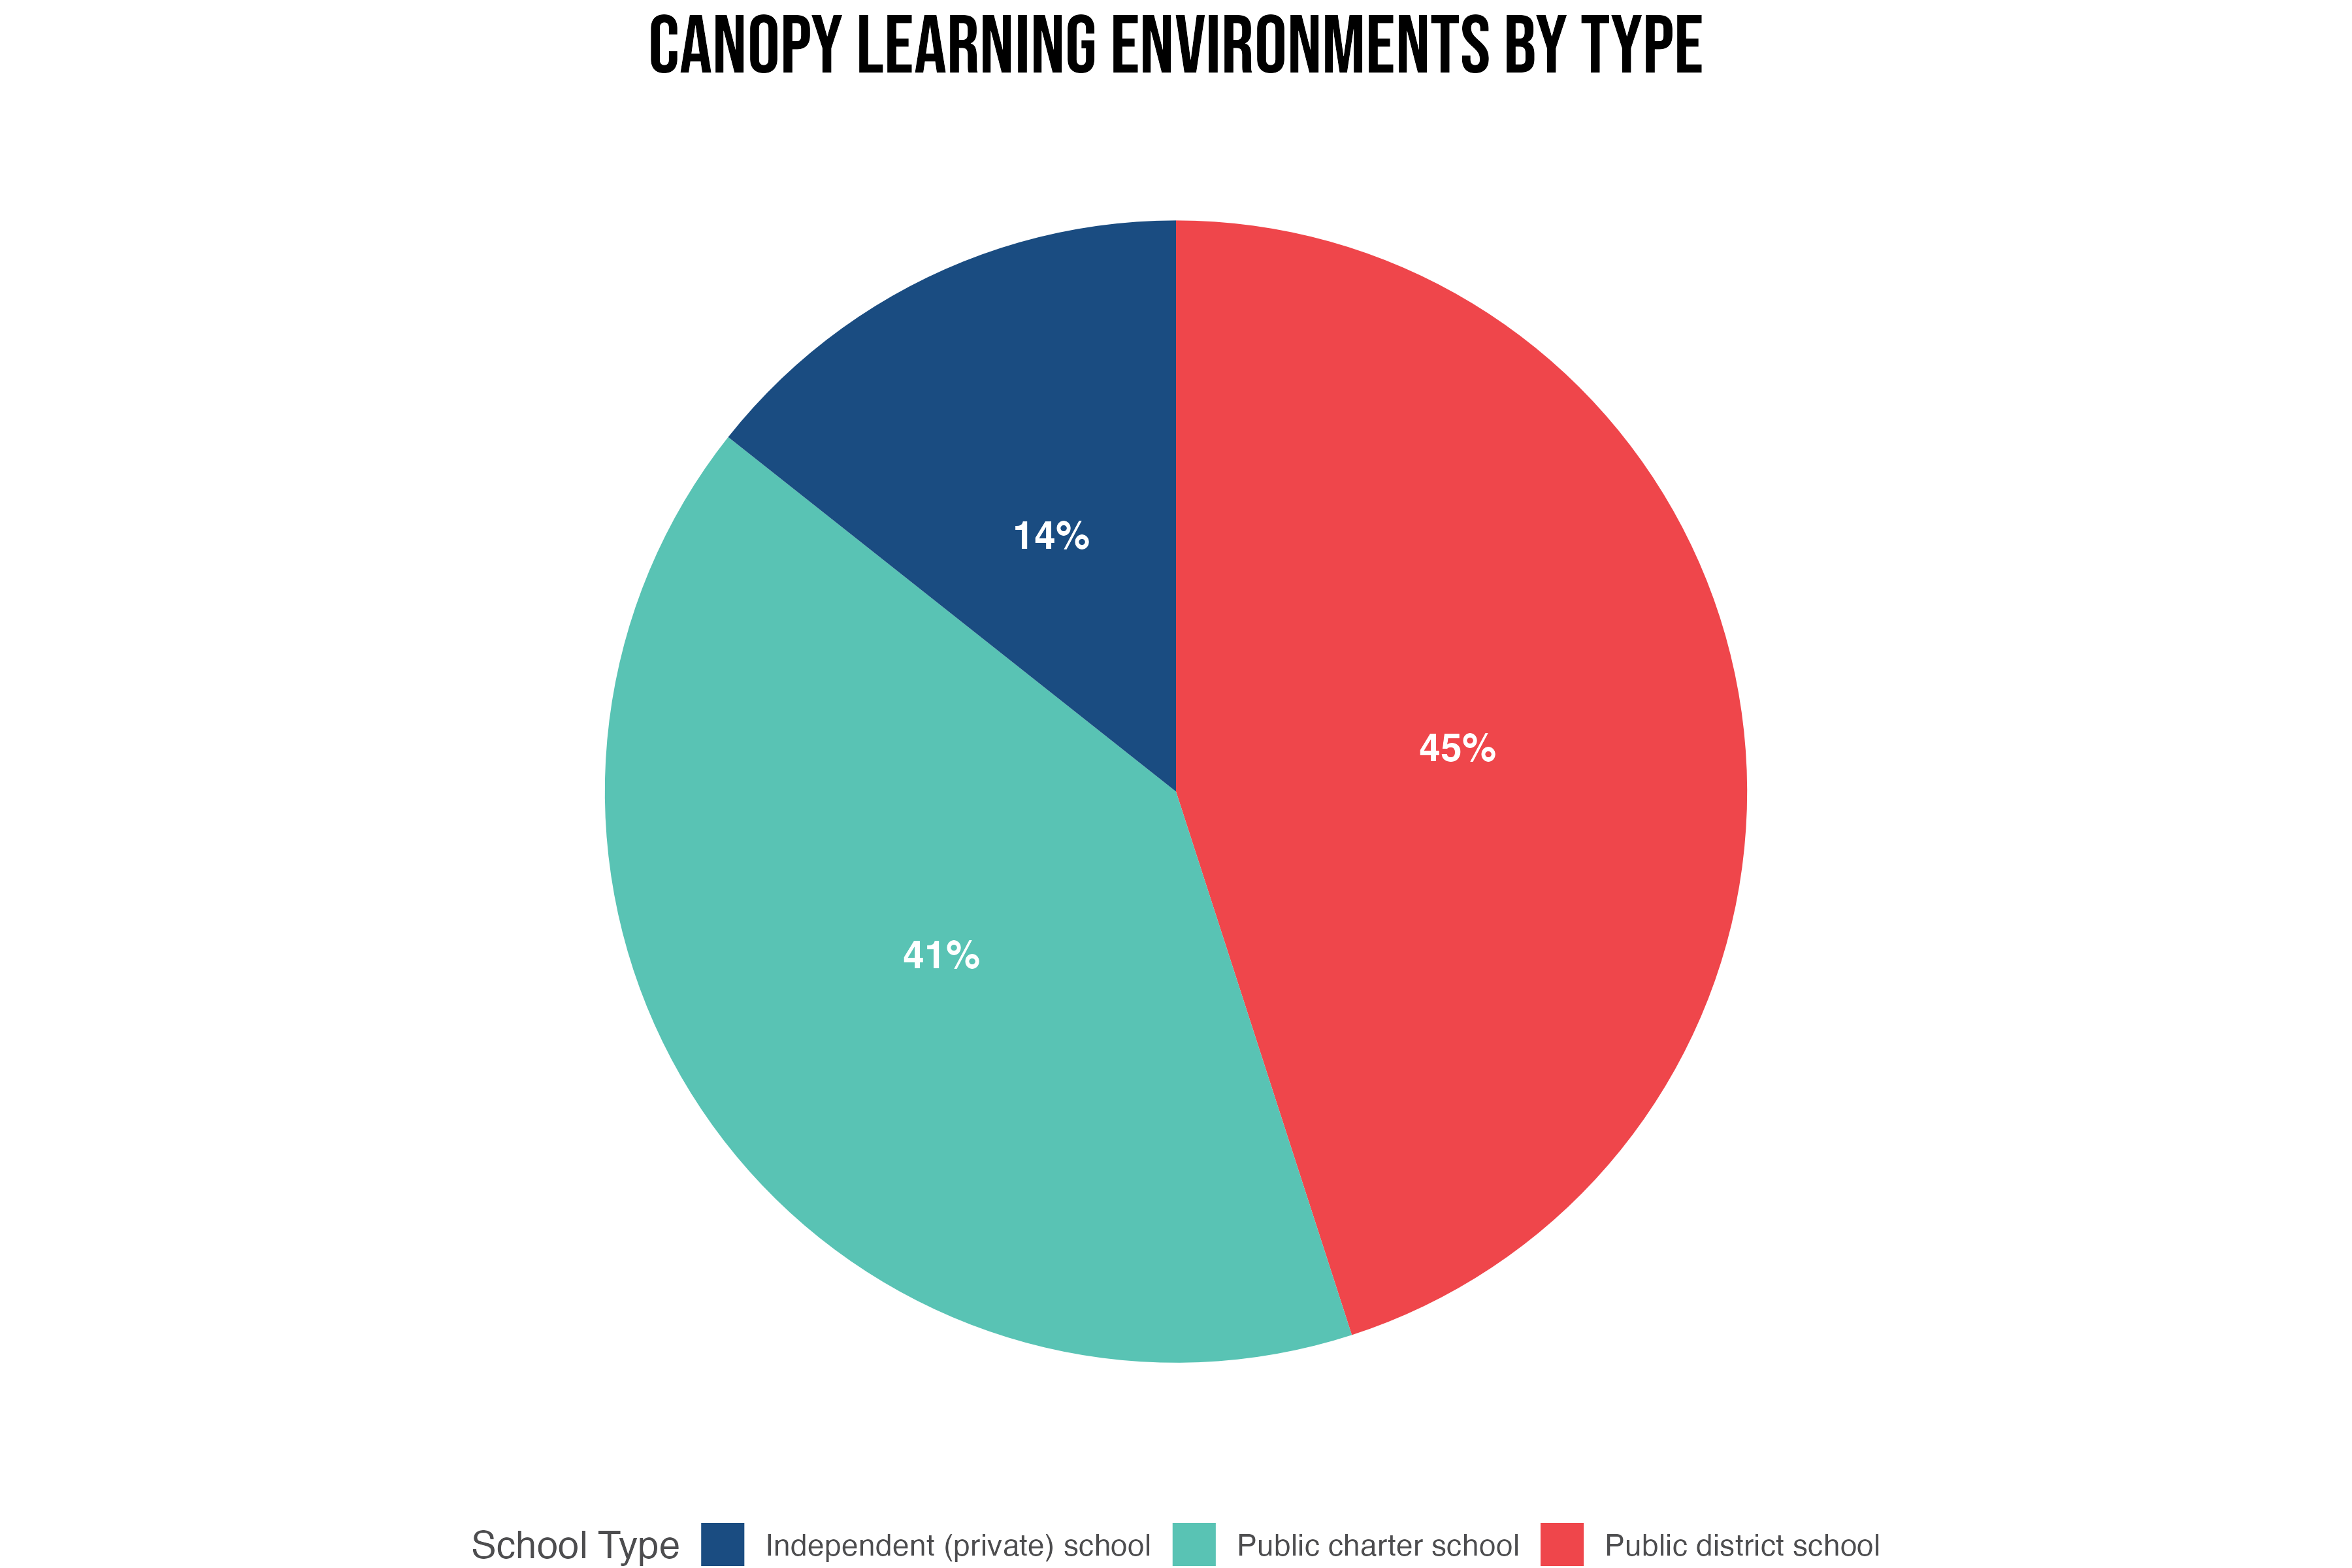 CANOPY LEARNING ENVIRONMENTS BY TYPE
14%
45%
41%
School Type Independent (private) school Public charter school Public district school